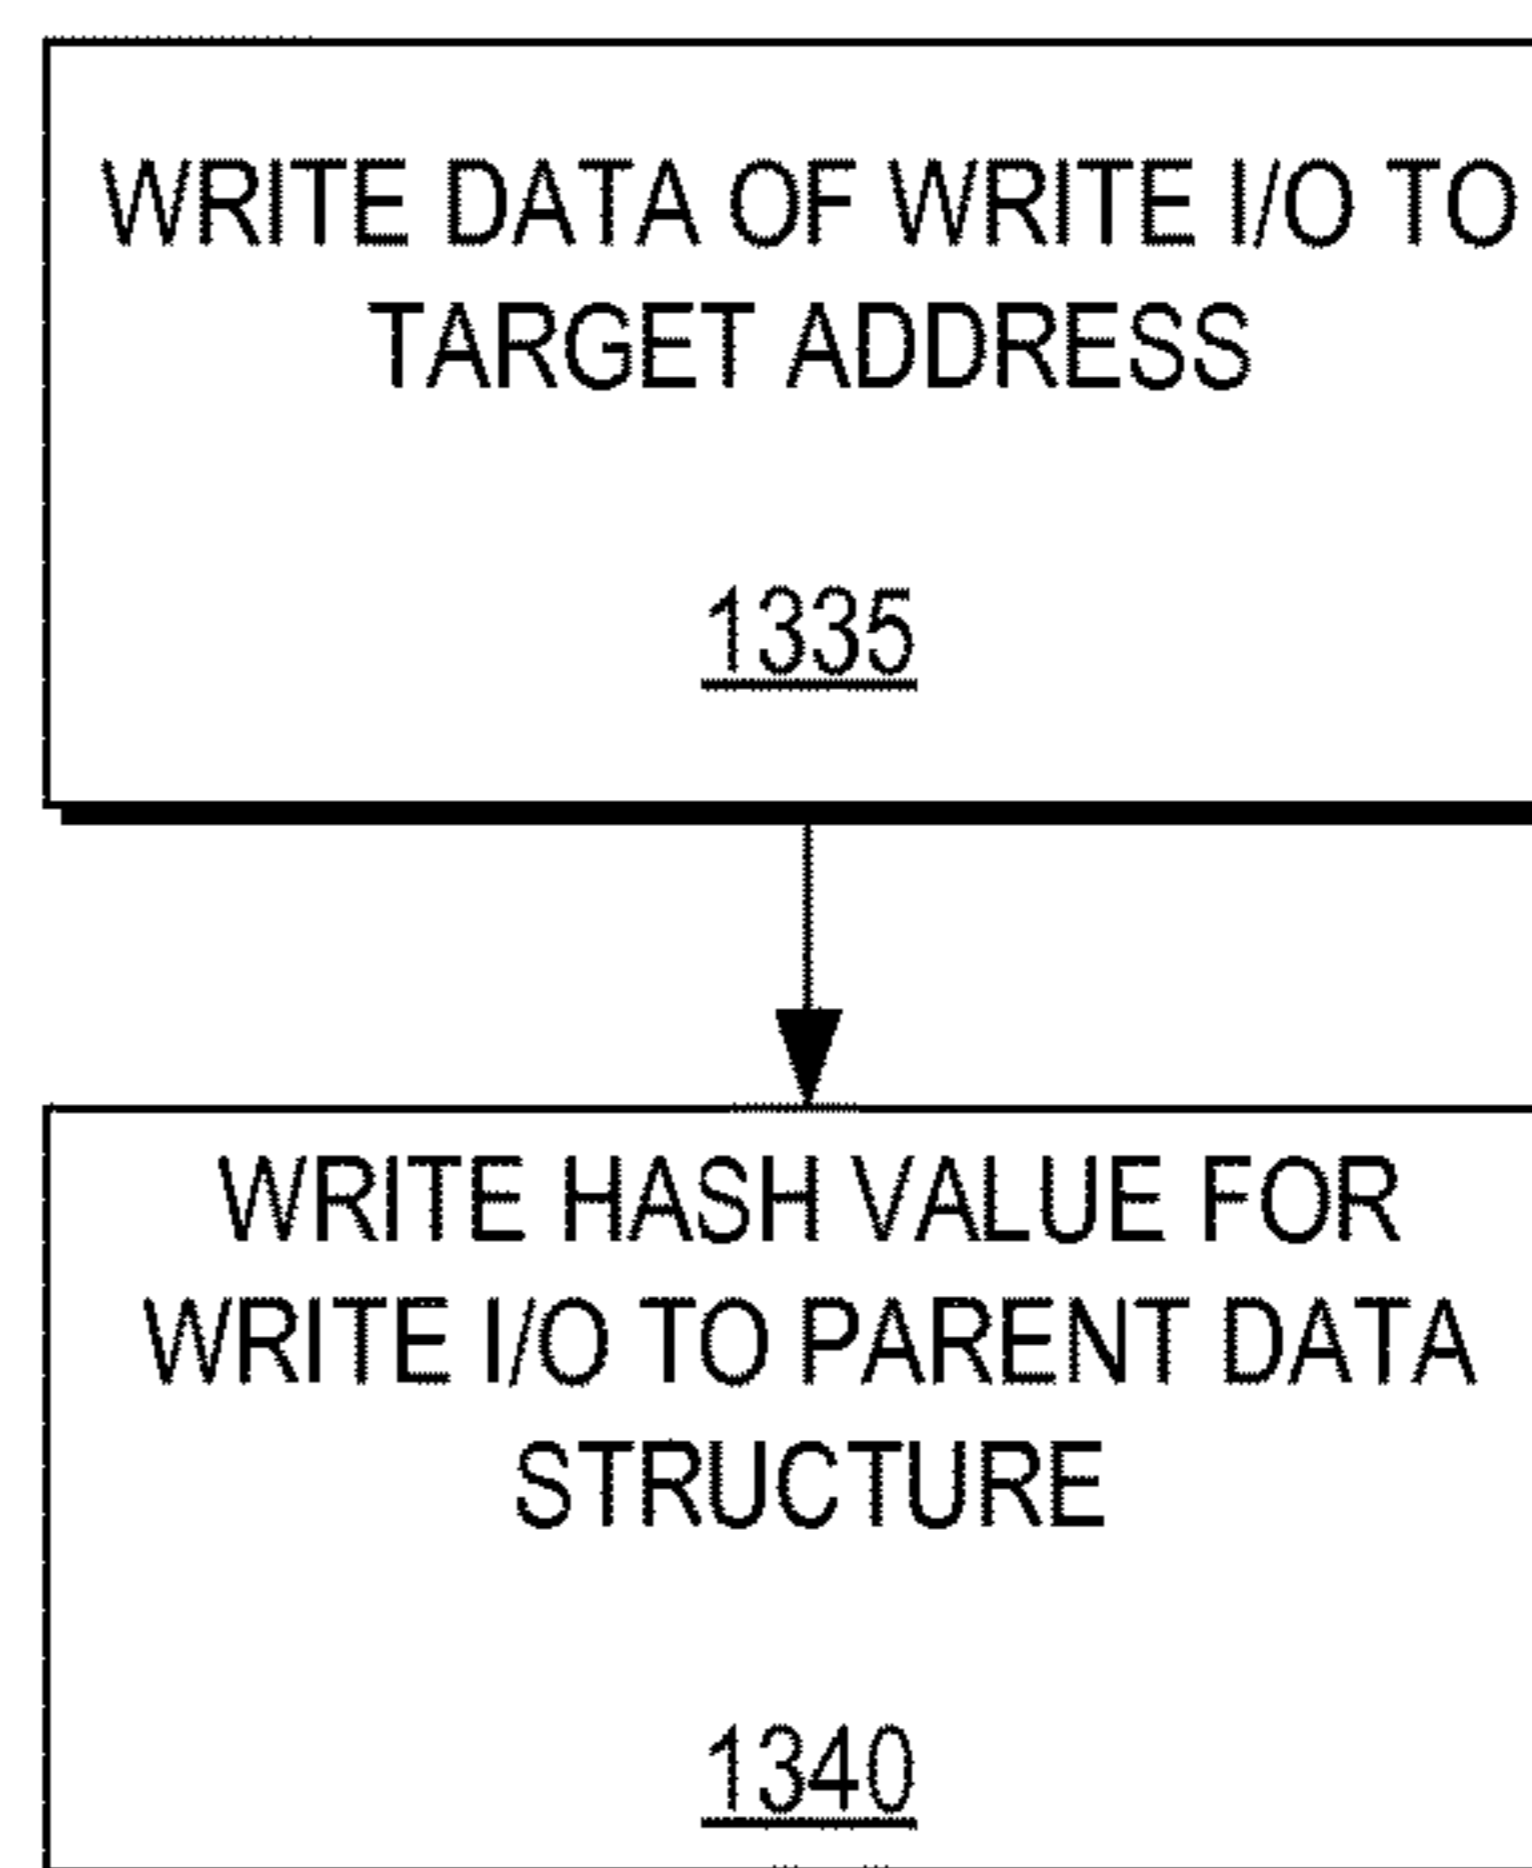 WRITE DATA OF WRITE I/O TO
TARGET ADDRESS
1335
WRITE HASH VALUE FOR
WRITE I/O TO PARENT DATA
STRUCTURE
1340